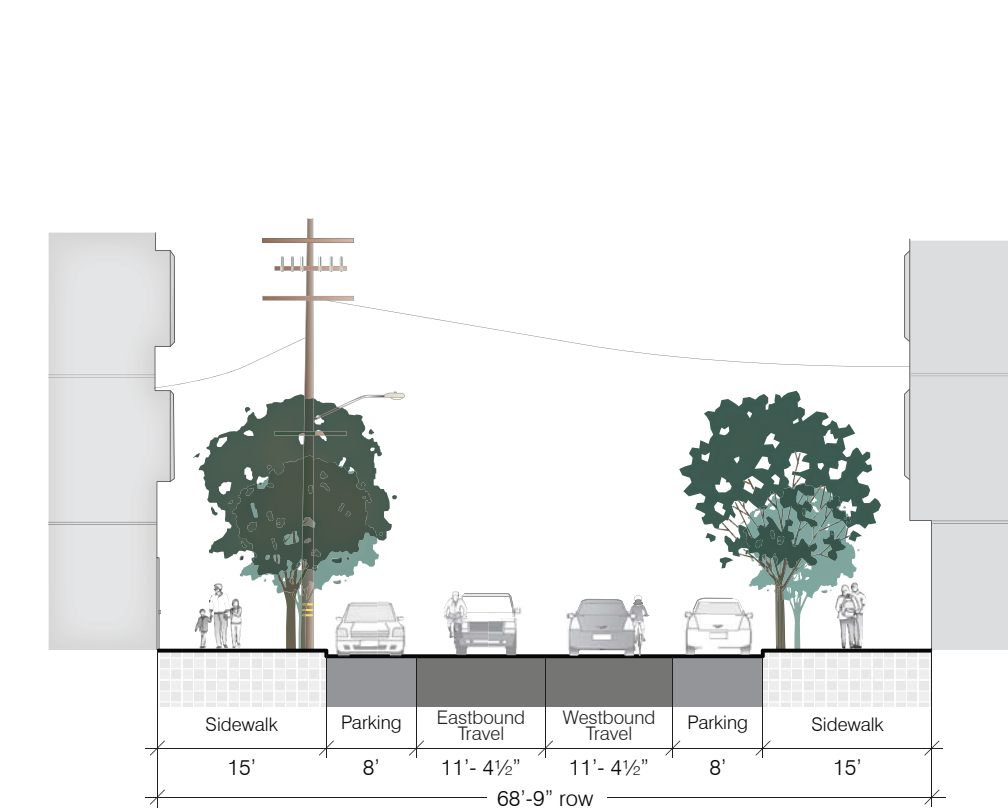 Sidewalk
Parking
Eastbound
Travel
Westbound
Travel
Parking
Sidewalk
15’
8’
11’- 4½”
11’- 4½”
8’
15’
68’-9” row